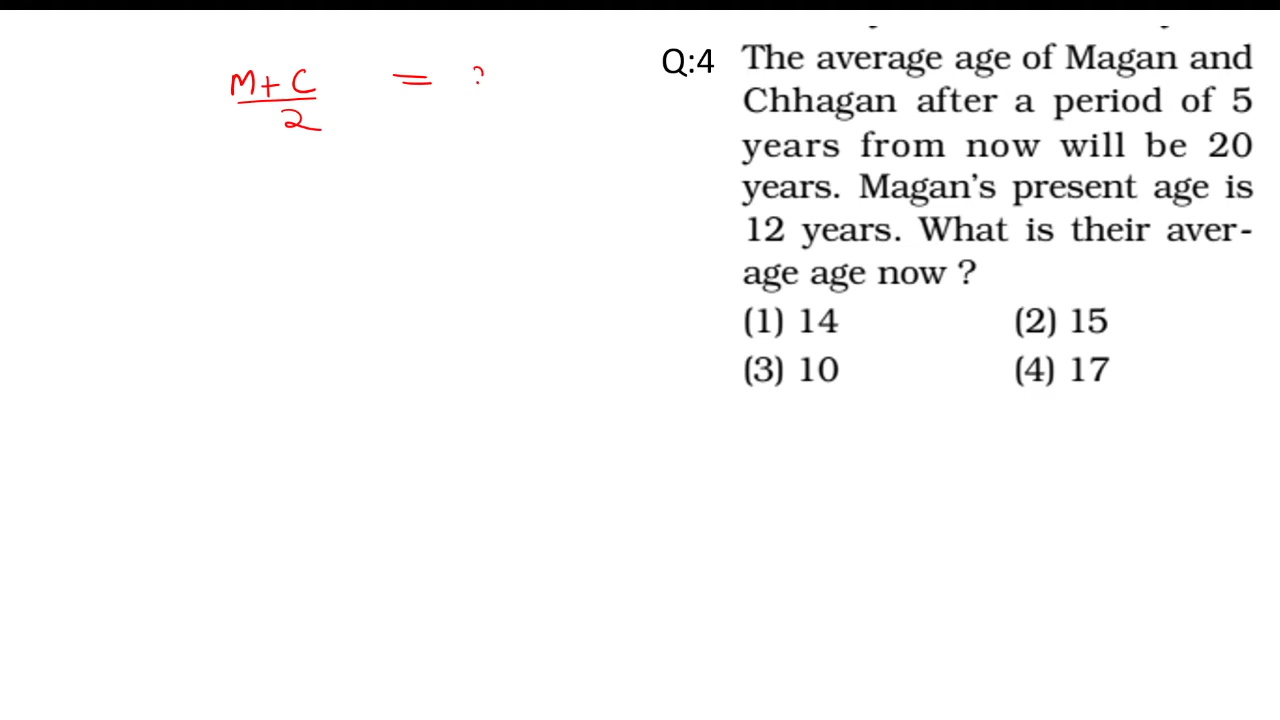 M+C = ?
2
Q:4 The average age of Magan and
Chhagan after a period of 5
years from now will be 20
years. Magan's present age is
12 years. What is their aver-
age age now ?
(1) 14 (2) 15
(3) 10 (4) 17